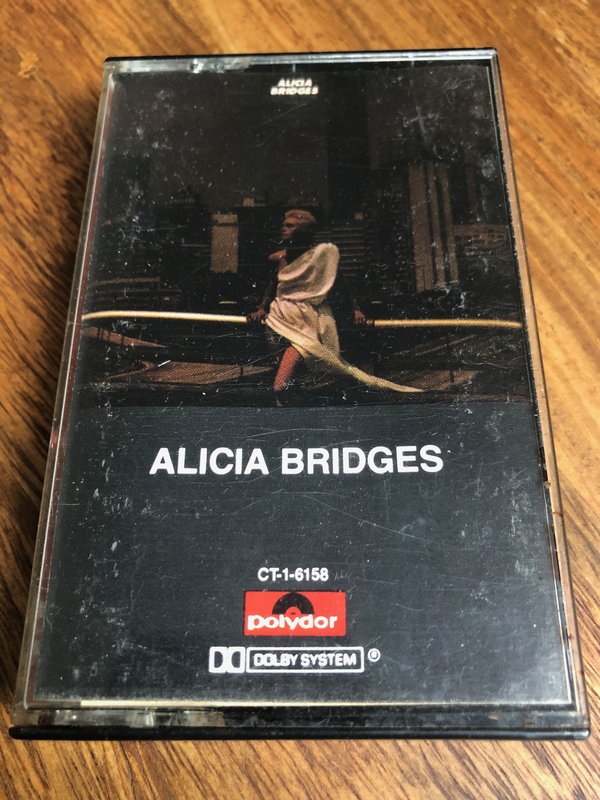 ALICIA
BRIDGES
ALICIA BRIDGES
CT-1-6158
polydor
DOLBY SYSTEM ®